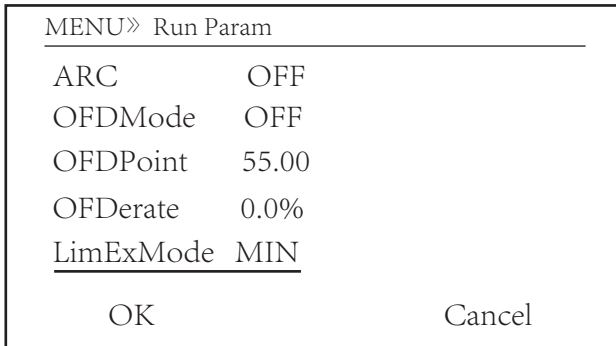 MENU» Run Param
ARC OFF
OFDMode OFF
OFDPoint 55.00
OFDerate 0.0%
LimExMode MIN
OK Cancel